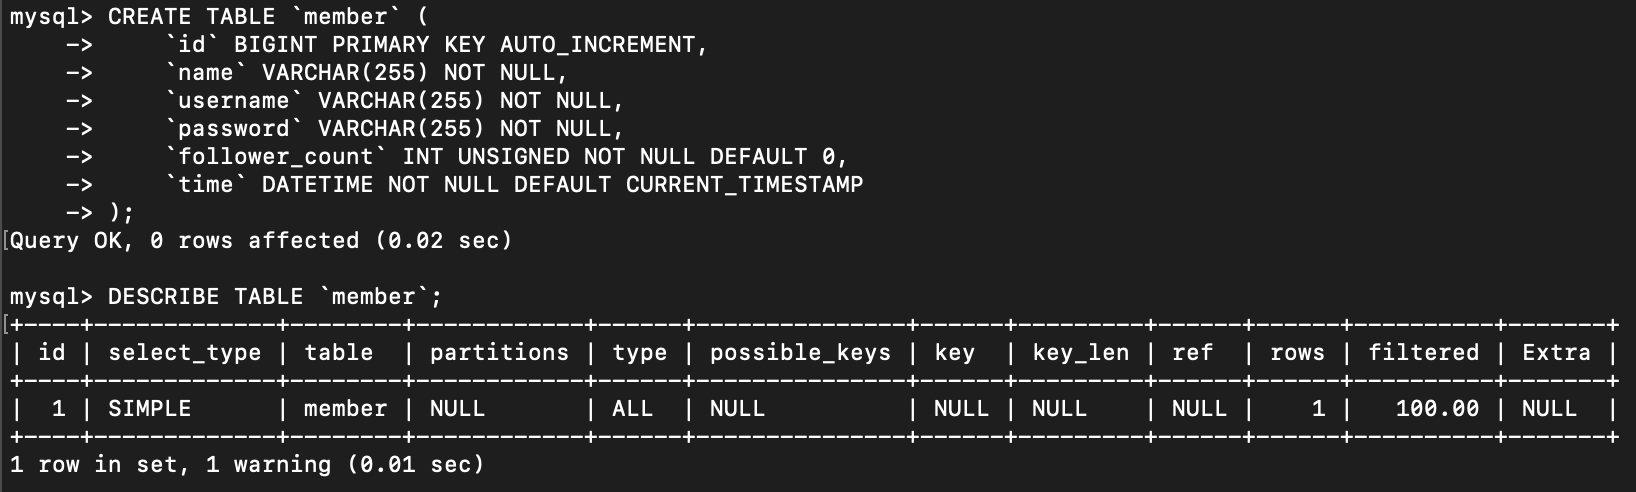 mysql> CREATE TABLE `member` (
    ->     `id` BIGINT PRIMARY KEY AUTO_INCREMENT,
    ->     `name` VARCHAR(255) NOT NULL,
    ->     `username` VARCHAR(255) NOT NULL,
    ->     `password` VARCHAR(255) NOT NULL,
    ->     `follower_count` INT UNSIGNED NOT NULL DEFAULT 0,
    ->     `time` DATETIME NOT NULL DEFAULT CURRENT_TIMESTAMP
    -> );
[Query OK, 0 rows affected (0.02 sec)
mysql> DESCRIBE TABLE `member`;
[+----+-------------+--------+------------+------+---------------+------+---------+------+------+----------+-------+
| id | select_type | table  | partitions | type | possible_keys | key  | key_len | ref  | rows | filtered | Extra |
+----+-------------+--------+------------+------+---------------+------+---------+------+------+----------+-------+
|  1 | SIMPLE      | member | NULL       | ALL  | NULL          | NULL | NULL    | NULL |    1 |   100.00 | NULL  |
+----+-------------+--------+------------+------+---------------+------+---------+------+------+----------+-------+
1 row in set, 1 warning (0.01 sec)